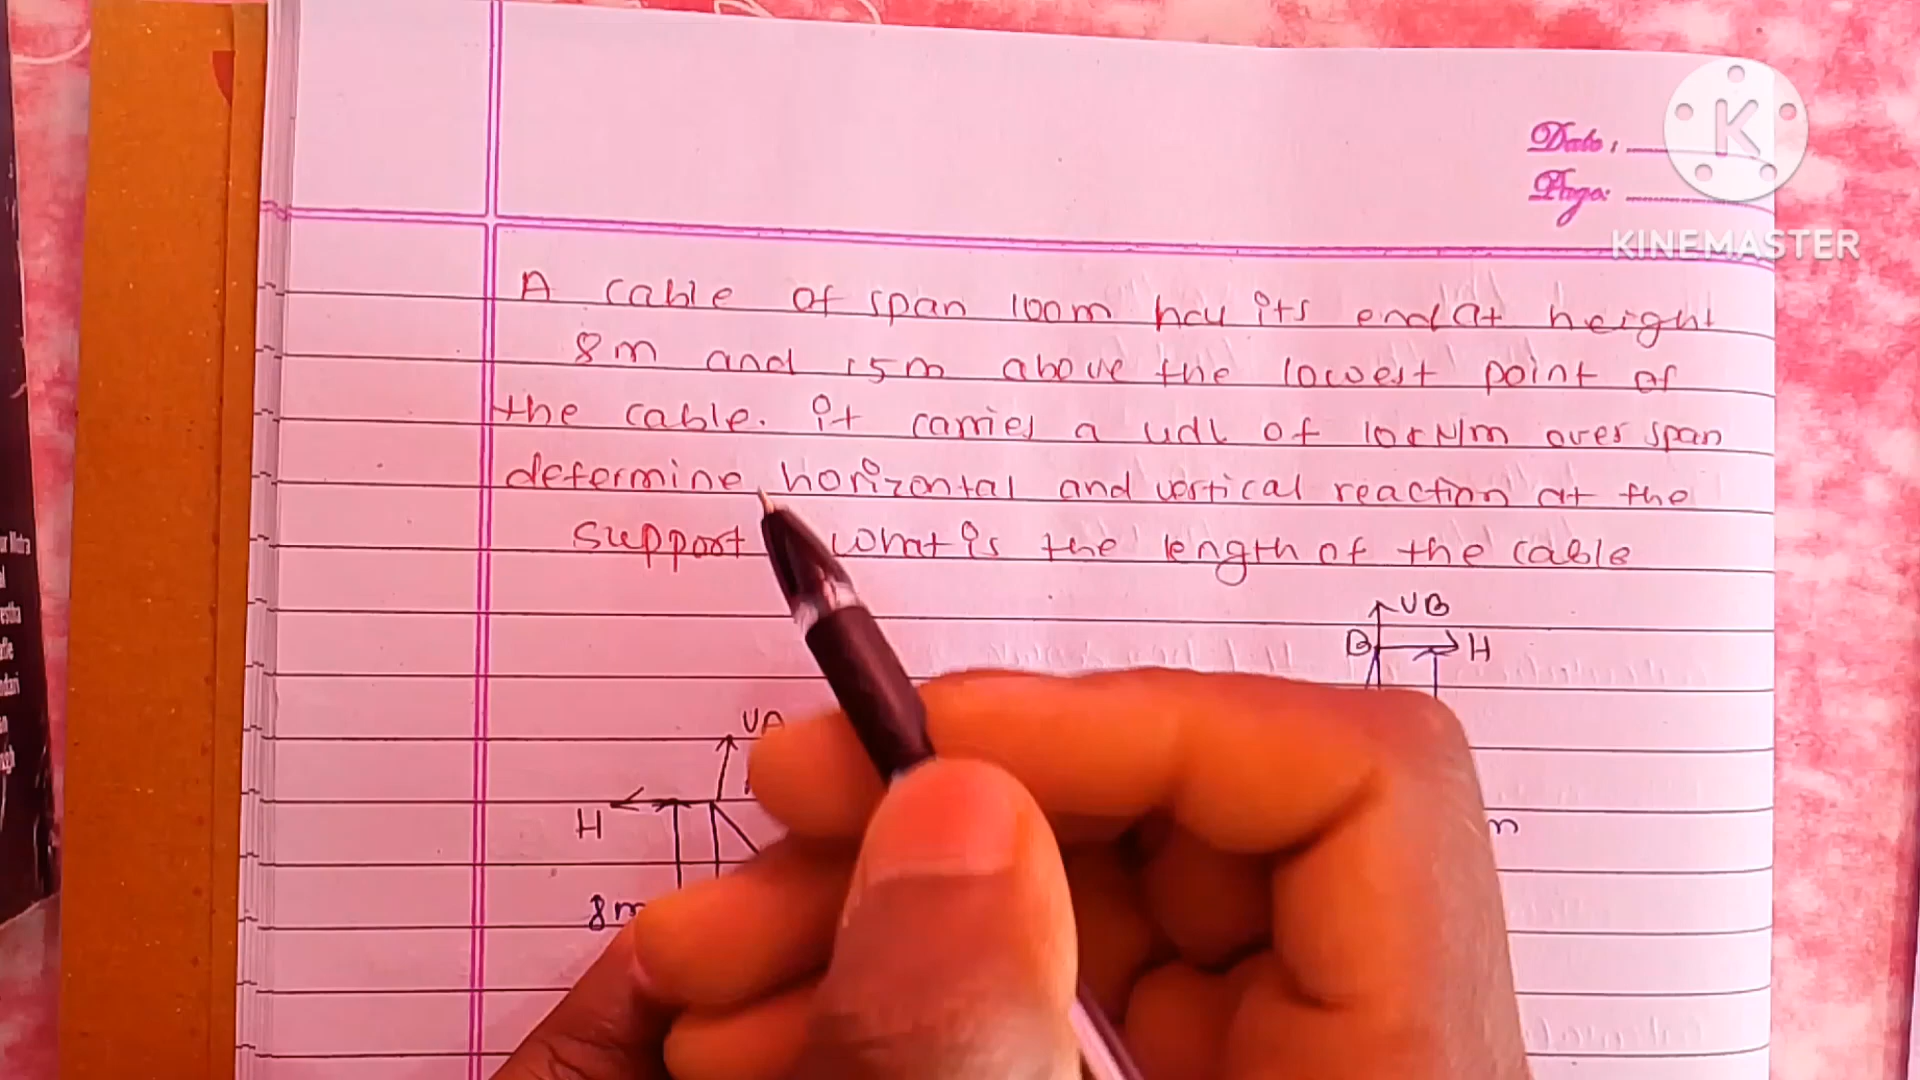 Date:
Page:
KINEMASTER
A cable of span 100m has its end at height
8m and 15m above the lowest point of
the cable. it carries a udl of 10kN/m over span
determine horizontal and vertical reaction at the
support what is the length of the cable
VB
B H
VA
H
m
8m